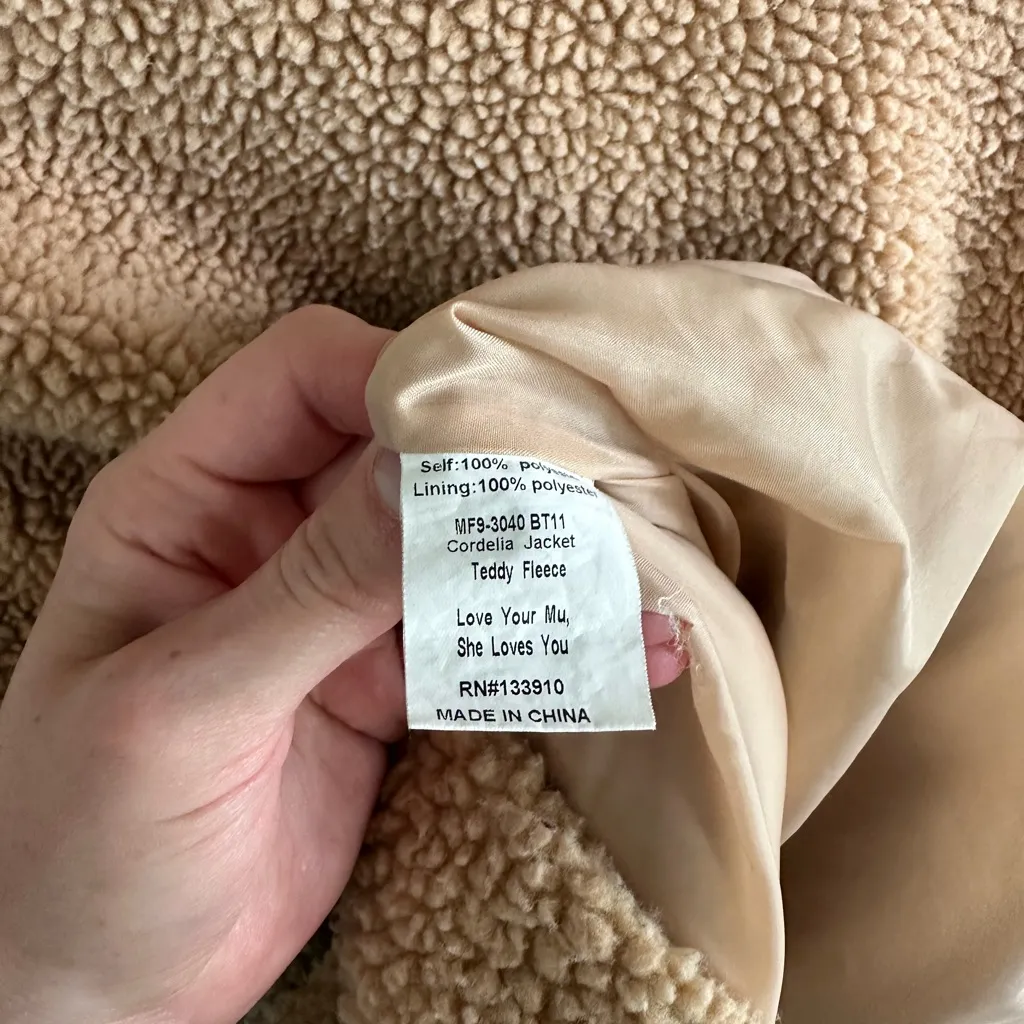 Self:100% polyester
Lining:100% polyester
MF9-3040 BT11
Cordelia Jacket
Teddy Fleece
Love Your Mu,
She Loves You
RN#133910
MADE IN CHINA